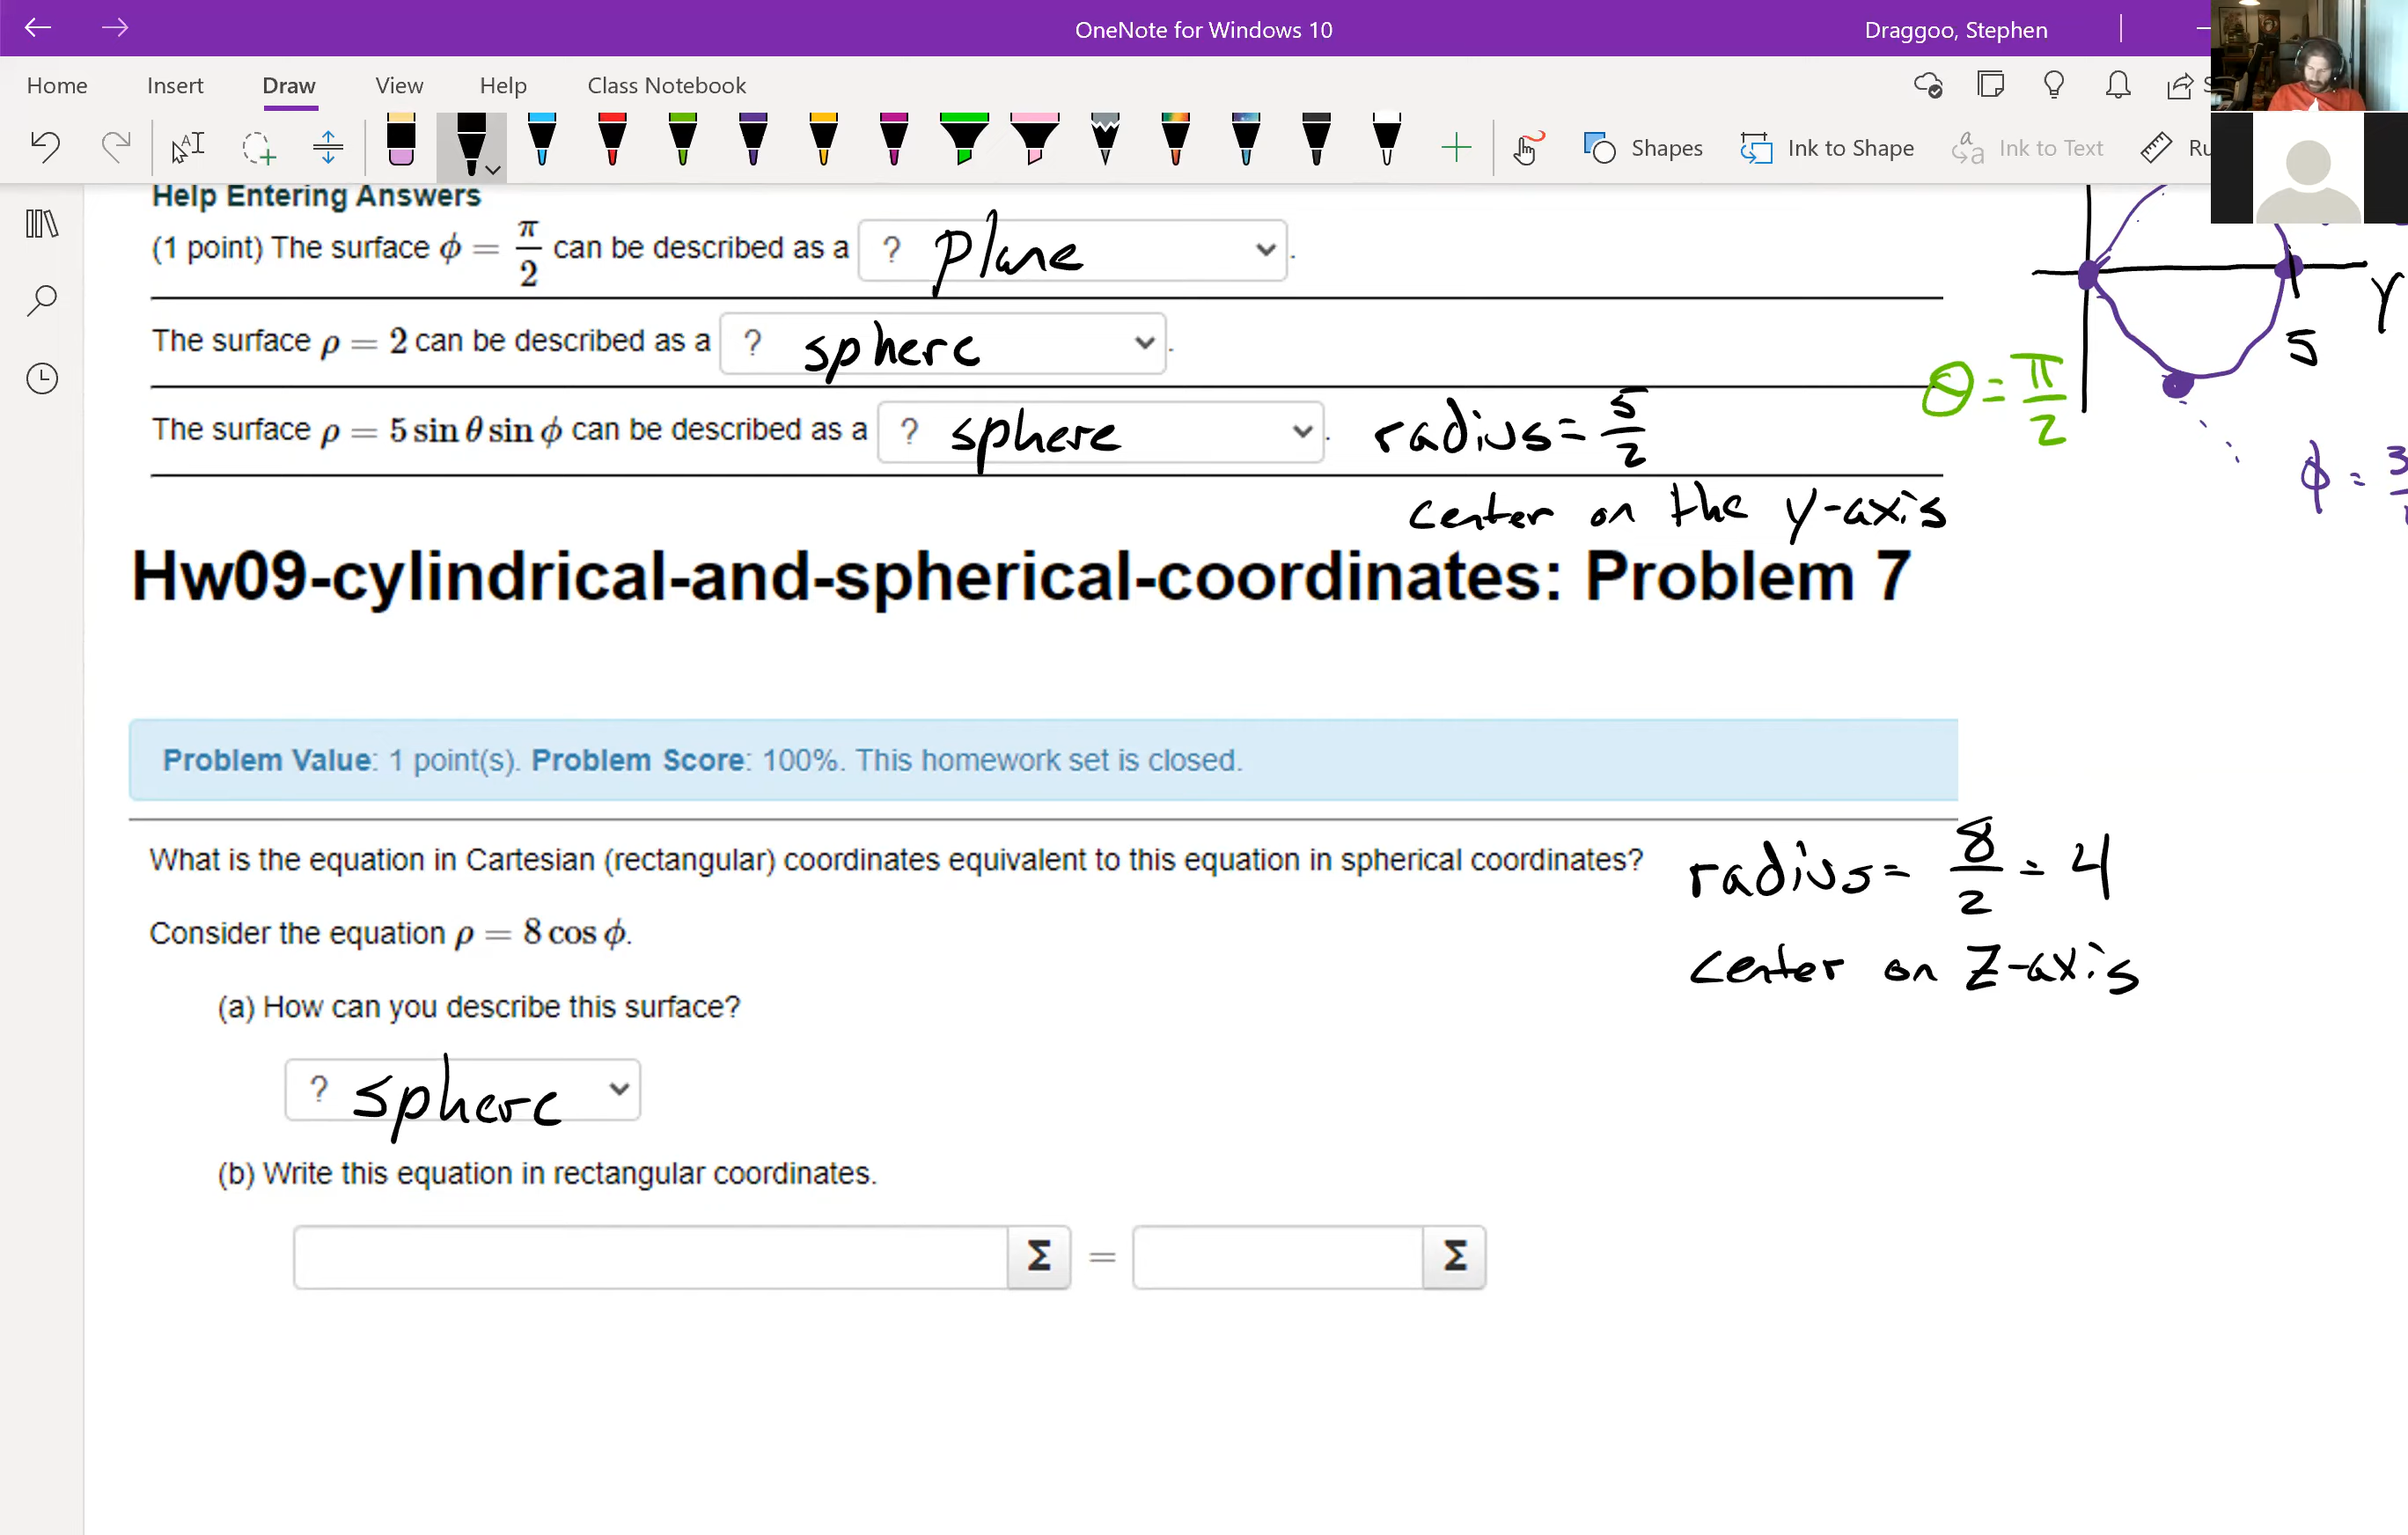 OneNote for Windows 10
Draggoo, Stephen
Home Insert Draw View Help Class Notebook
Shapes Ink to Shape Ink to Text Ru
Help Entering Answers
(1 point) The surface ϕ = π/2 can be described as a ? plane .
The surface ρ = 2 can be described as a ? sphere .
The surface ρ = 5 sin θ sin ϕ can be described as a ? sphere . radius = 5/2
center on the y-axis
Y
5
θ = π/2
ϕ = 3
Hw09-cylindrical-and-spherical-coordinates: Problem 7
Problem Value: 1 point(s). Problem Score: 100%. This homework set is closed.
What is the equation in Cartesian (rectangular) coordinates equivalent to this equation in spherical coordinates?
radius = 8/2 = 4
Consider the equation ρ = 8 cos ϕ.
center on z-axis
(a) How can you describe this surface?
? sphere
(b) Write this equation in rectangular coordinates.
Σ = Σ